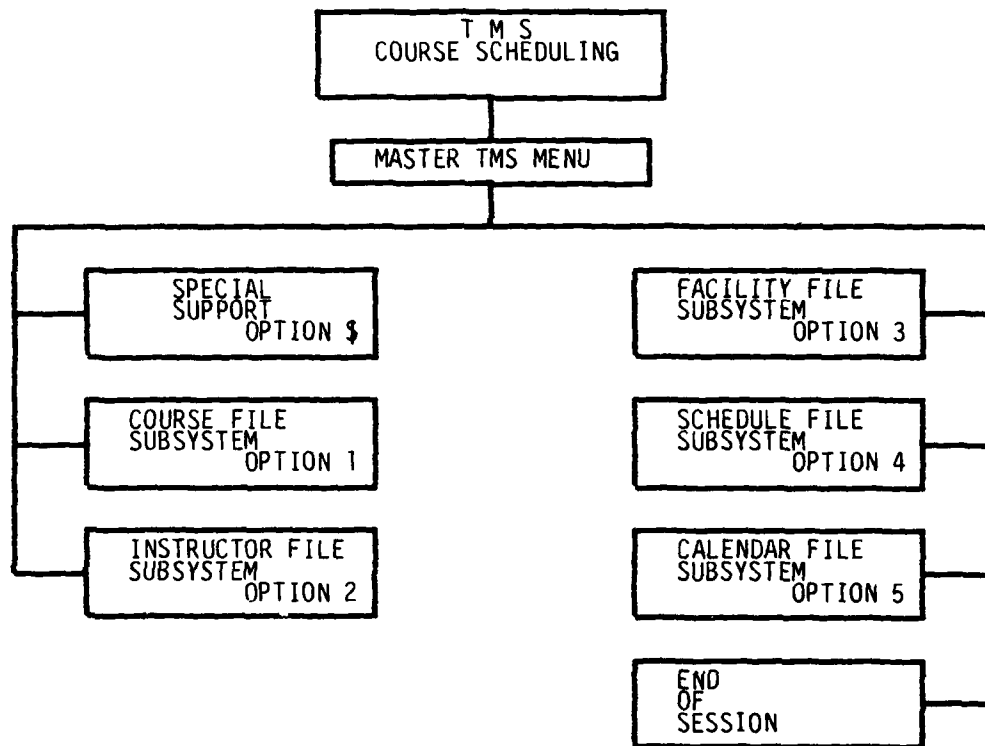 T M S
COURSE SCHEDULING
MASTER TMS MENU
SPECIAL
SUPPORT
OPTION $
COURSE FILE
SUBSYSTEM
OPTION 1
INSTRUCTOR FILE
SUBSYSTEM
OPTION 2
FACILITY FILE
SUBSYSTEM
OPTION 3
SCHEDULE FILE
SUBSYSTEM
OPTION 4
CALENDAR FILE
SUBSYSTEM
OPTION 5
END
OF
SESSION